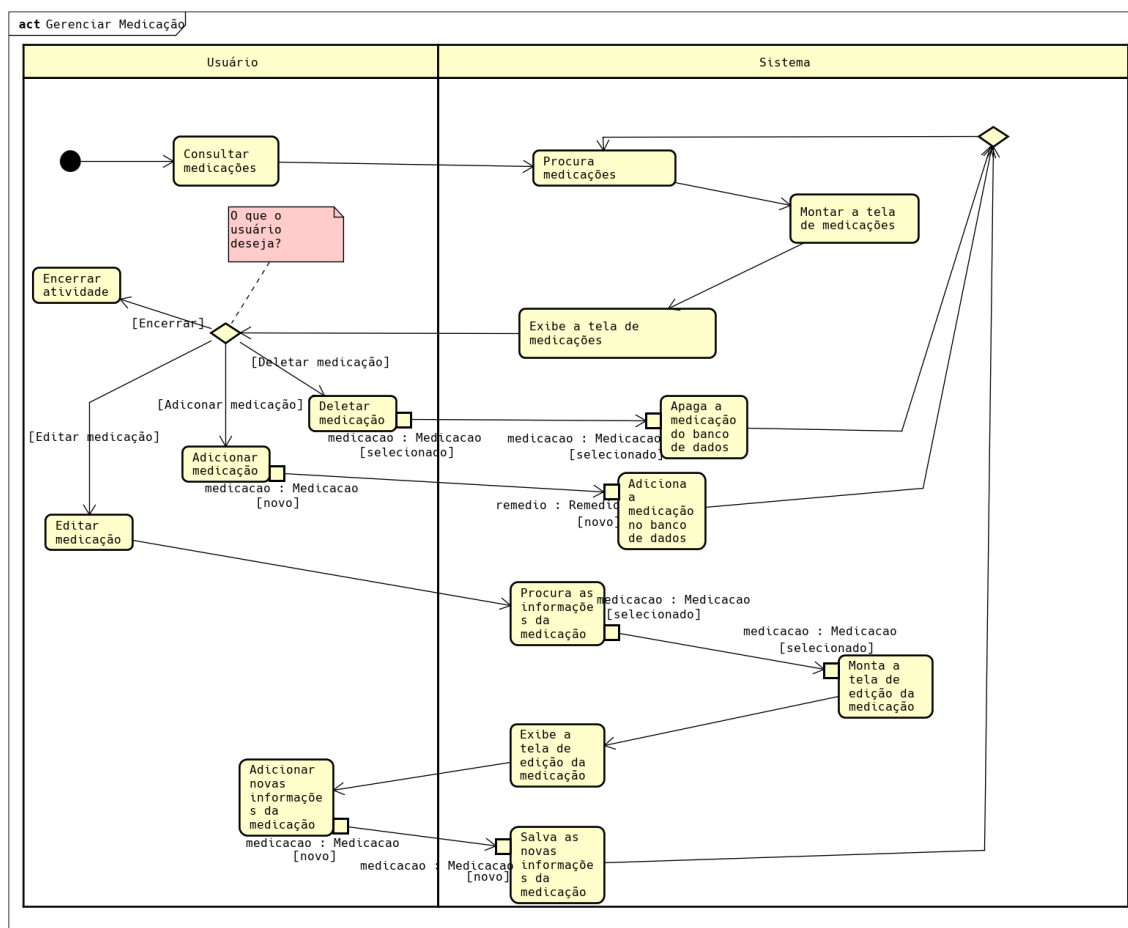 act Gerenciar Medicação
Usuário
Sistema
Consultar
medicações
Procura
medicações
Montar a tela
de medicações
O que o
usuário
deseja?
Encerrar
atividade
[Encerrar]
Exibe a tela de
medicações
[Deletar medicação]
[Adiconar medicação]
[Editar medicação]
Deletar
medicação
medicacao : Medicacao
[selecionado]
medicacao : Medicacao
[selecionado]
Apaga a
medicação
do banco
de dados
Adicionar
medicação
medicacao : Medicacao
[novo]
remedio : Remedio
[novo]
Adiciona
a
medicação
no banco
de dados
Editar
medicação
Procura as
informaçõe
s da
medicação
medicacao : Medicacao
[selecionado]
medicacao : Medicacao
[selecionado]
Monta a
tela de
edição da
medicação
Exibe a
tela de
edição da
medicação
Adicionar
novas
informaçõe
s da
medicação
medicacao : Medicacao
[novo]
medicacao : Medicacao
[novo]
Salva as
novas
informaçõe
s da
medicação